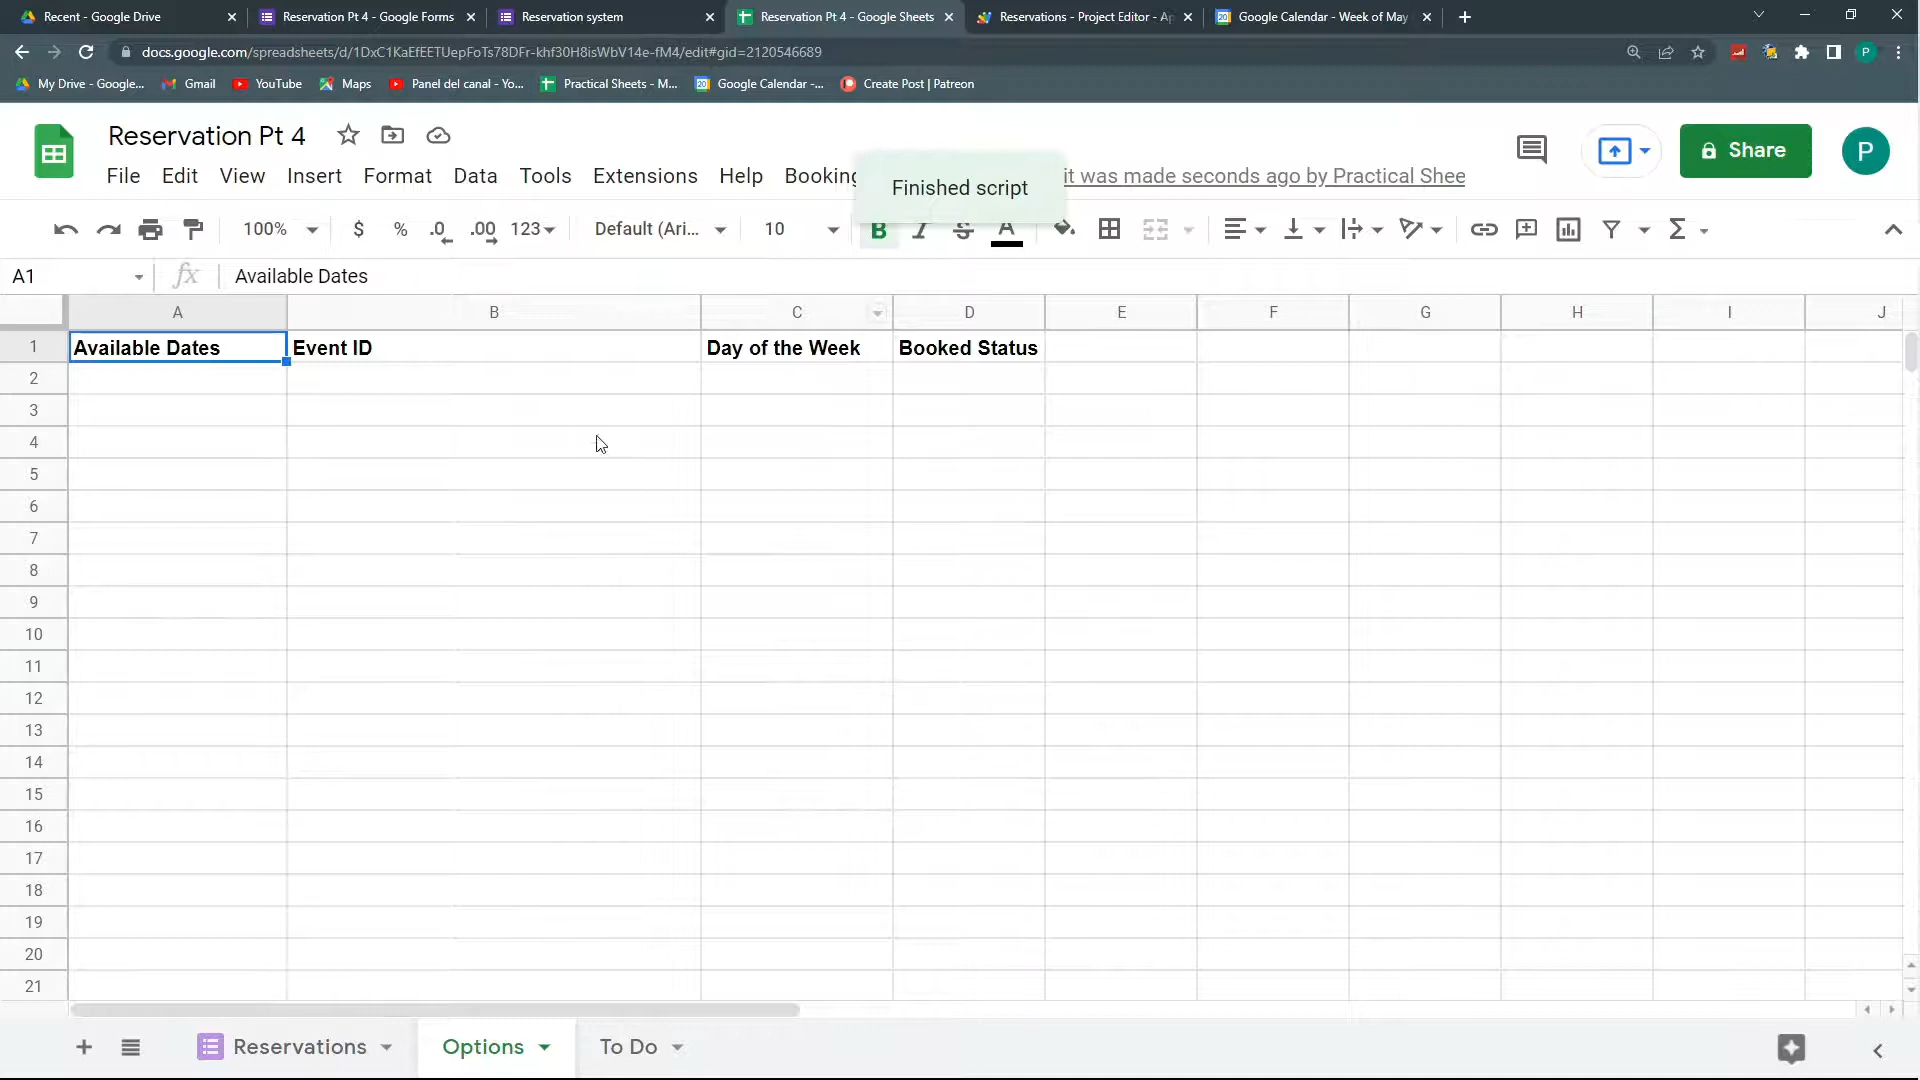 Recent - Google Drive
Reservation Pt 4 - Google Forms
Reservation system
Reservation Pt 4 - Google Sheets
Reservations - Project Editor - Ap
Google Calendar - Week of May
docs.google.com/spreadsheets/d/1DxC1KaEfEETUepFoTs78DFr-khf30H8isWbV14e-fM4/edit#gid=2120546689
My Drive - Google...
Gmail
YouTube
Maps
Panel del canal - Yo...
Practical Sheets - M...
Google Calendar -...
Create Post | Patreon
Reservation Pt 4
Share
P
File Edit View Insert Format Data Tools Extensions Help Booking
Finished script
it was made seconds ago by Practical Shee
100% $ % .0 .00 123 Default (Ari... 10 B I S A
A1 fx Available Dates
A B C D E F G H I J
1 Available Dates Event ID Day of the Week Booked Status
2
3
4
5
6
7
8
9
10
11
12
13
14
15
16
17
18
19
20
21
Reservations Options To Do